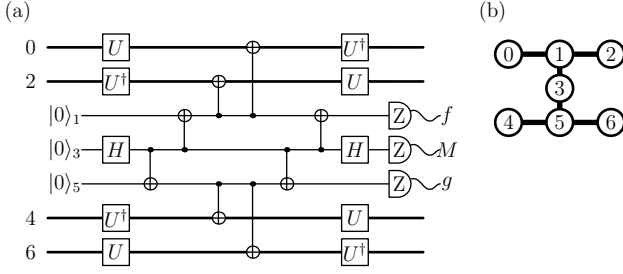 (a)
(b)
0 U U†
2 U† U
|0⟩₁ Z f
|0⟩₃ H H Z M
|0⟩₅ Z g
4 U† U
6 U U†
0 1 2
3
4 5 6